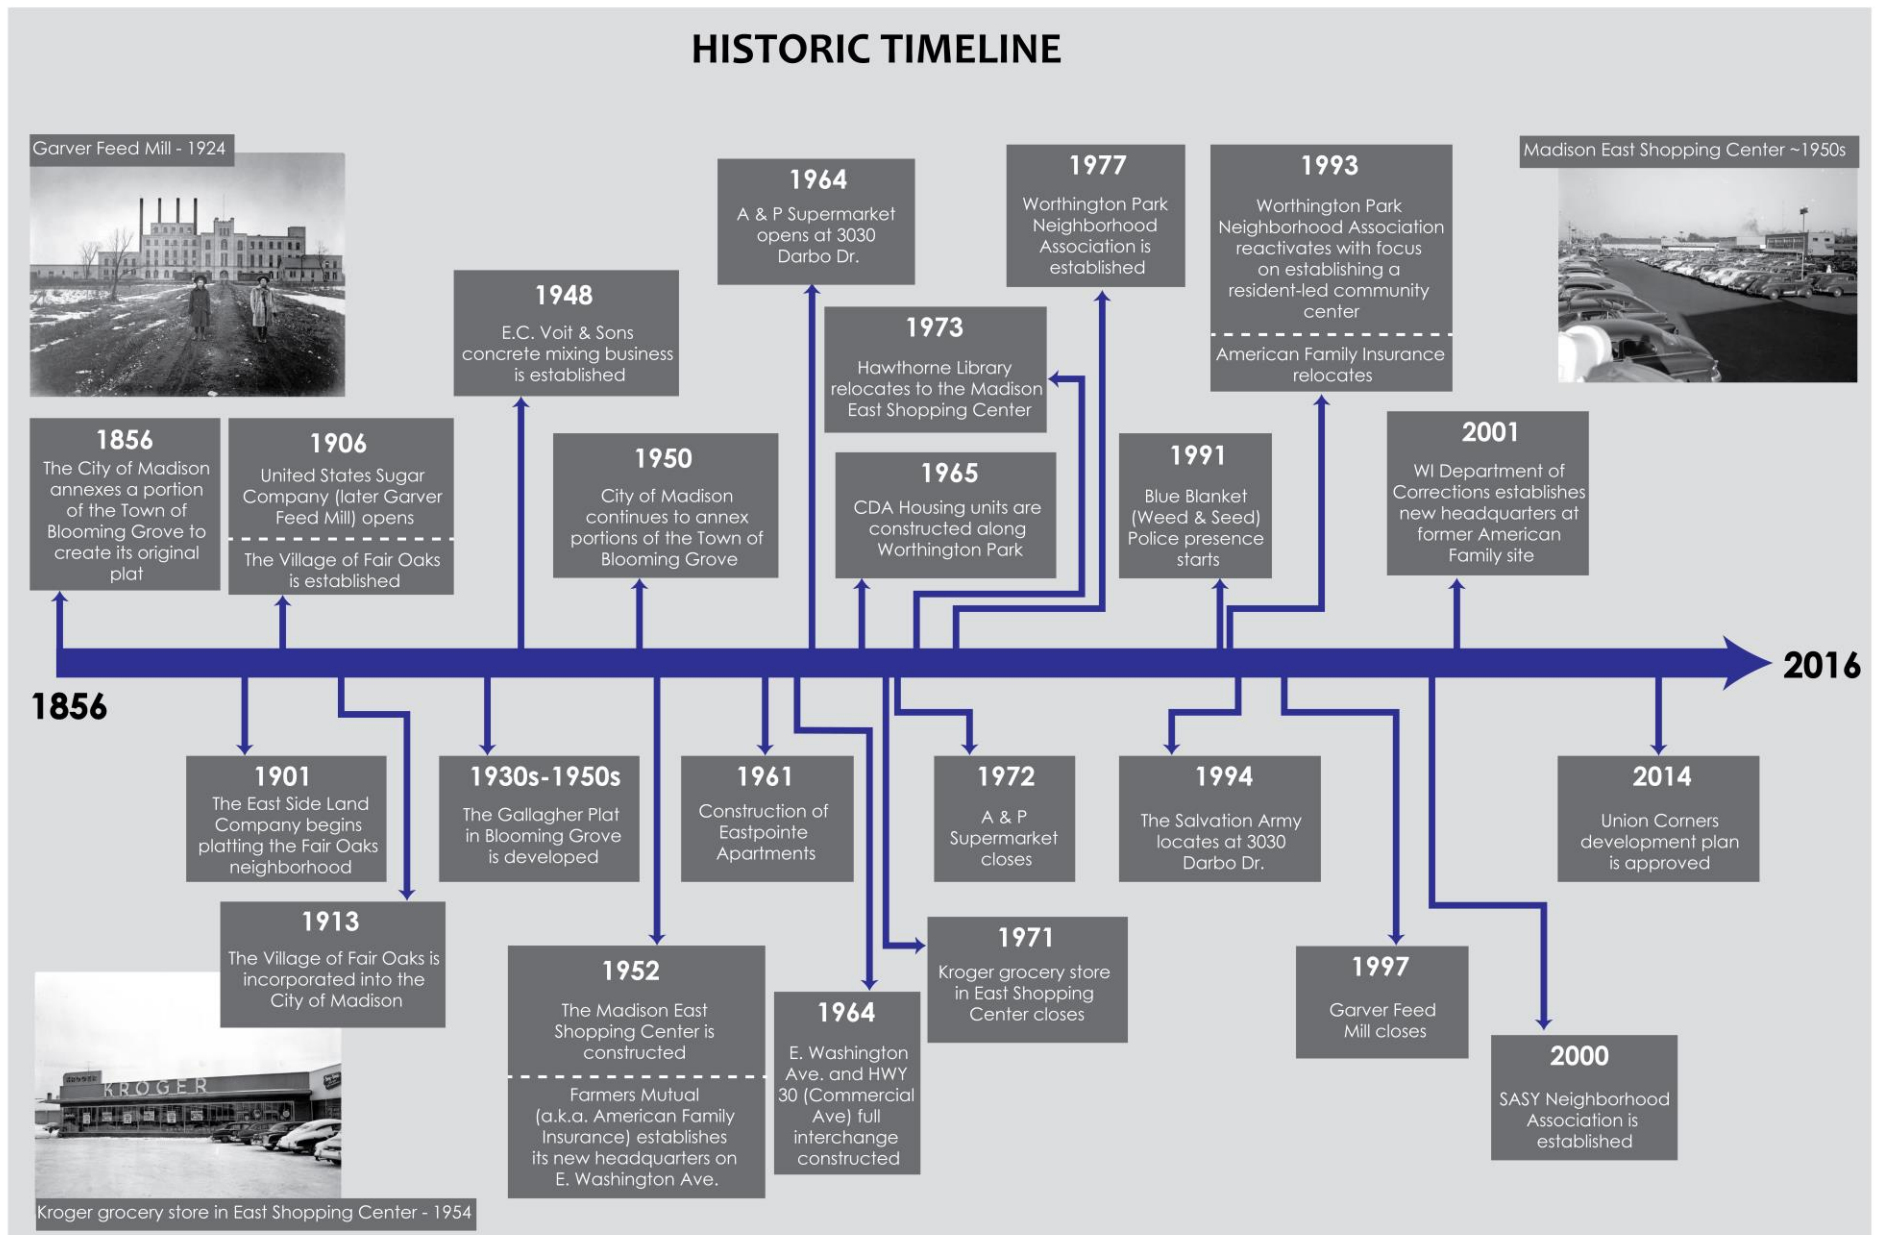 HISTORIC TIMELINE
Garver Feed Mill - 1924
Madison East Shopping Center ~1950s
1856
The City of Madison
annexes a portion
of the Town of
Blooming Grove to
create its original
plat
1906
United States Sugar
Company (later Garver
Feed Mill) opens
The Village of Fair Oaks
is established
1948
E.C. Voit & Sons
concrete mixing business
is established
1950
City of Madison
continues to annex
portions of the Town of
Blooming Grove
1964
A & P Supermarket
opens at 3030
Darbo Dr.
1973
Hawthorne Library
relocates to the Madison
East Shopping Center
1965
CDA Housing units are
constructed along
Worthington Park
1977
Worthington Park
Neighborhood
Association is
established
1991
Blue Blanket
(Weed & Seed)
Police presence
starts
1993
Worthington Park
Neighborhood Association
reactivates with focus
on establishing a
resident-led community
center
American Family Insurance
relocates
2001
WI Department of
Corrections establishes
new headquarters at
former American
Family site
1856
2016
1901
The East Side Land
Company begins
platting the Fair Oaks
neighborhood
1913
The Village of Fair Oaks is
incorporated into the
City of Madison
1930s-1950s
The Gallagher Plat
in Blooming Grove
is developed
1952
The Madison East
Shopping Center is
constructed
Farmers Mutual
(a.k.a. American Family
Insurance) establishes
its new headquarters on
E. Washington Ave.
1961
Construction of
Eastpointe
Apartments
1964
E. Washington
Ave. and HWY
30 (Commercial
Ave) full
interchange
constructed
1972
A & P
Supermarket
closes
1971
Kroger grocery store
in East Shopping
Center closes
1994
The Salvation Army
locates at 3030
Darbo Dr.
1997
Garver Feed
Mill closes
2000
SASY Neighborhood
Association is
established
2014
Union Corners
development plan
is approved
KROGER
Kroger grocery store in East Shopping Center - 1954